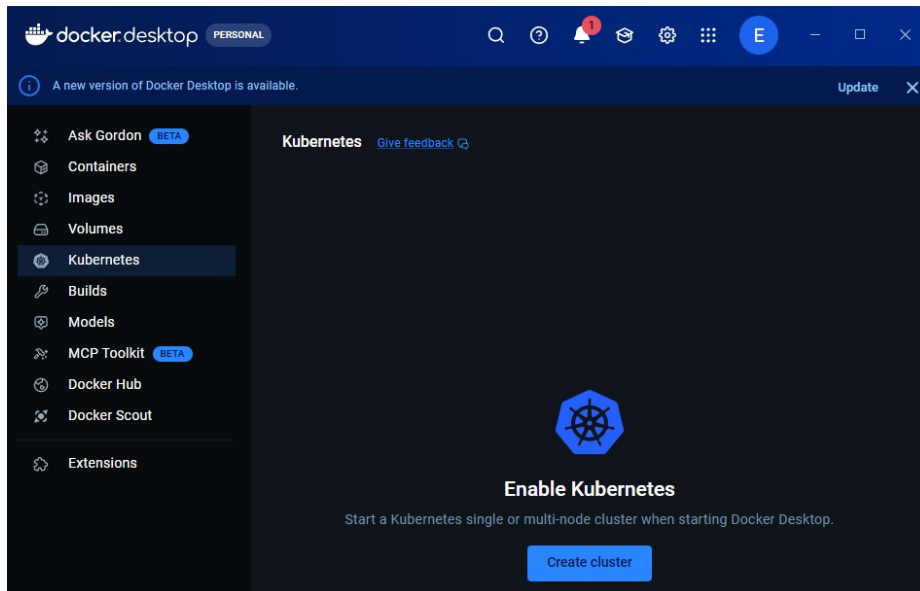 docker.desktop PERSONAL 1 E
A new version of Docker Desktop is available. Update
Ask Gordon BETA
Containers
Images
Volumes
Kubernetes
Builds
Models
MCP Toolkit BETA
Docker Hub
Docker Scout
Extensions
Kubernetes Give feedback
Enable Kubernetes
Start a Kubernetes single or multi-node cluster when starting Docker Desktop.
Create cluster